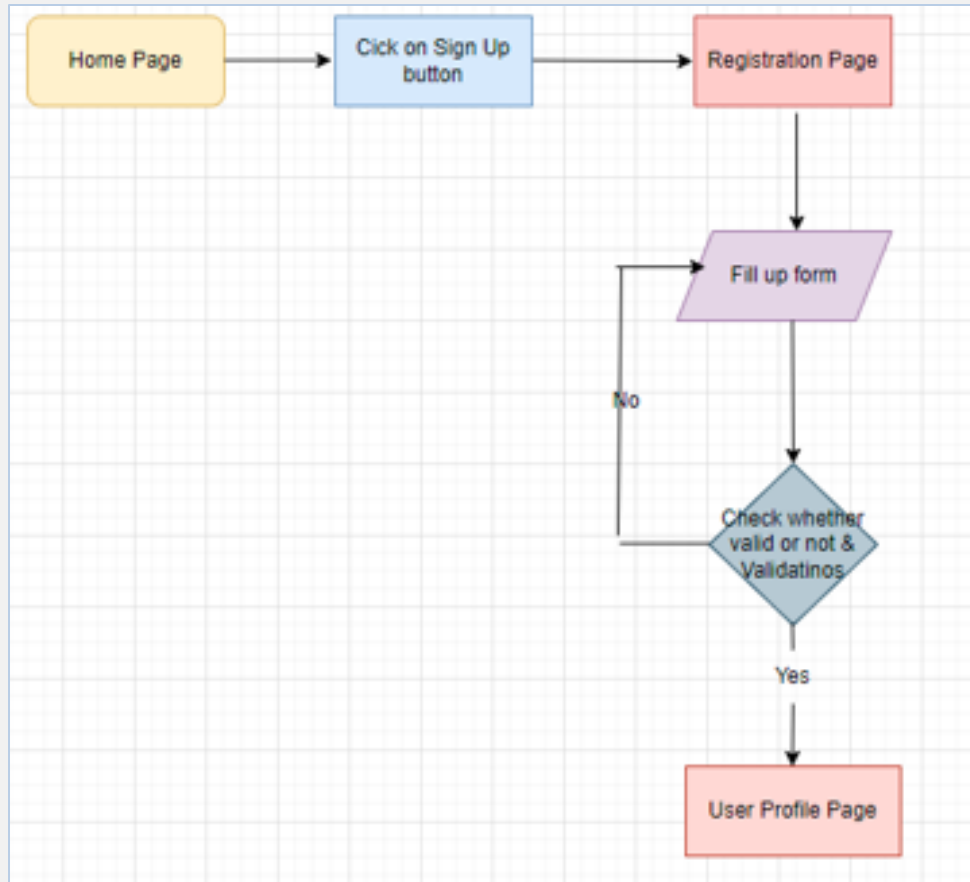 Home Page
Cick on Sign Up
button
Registration Page
Fill up form
No
Check whether
valid or not &
Validatinos
Yes
User Profile Page